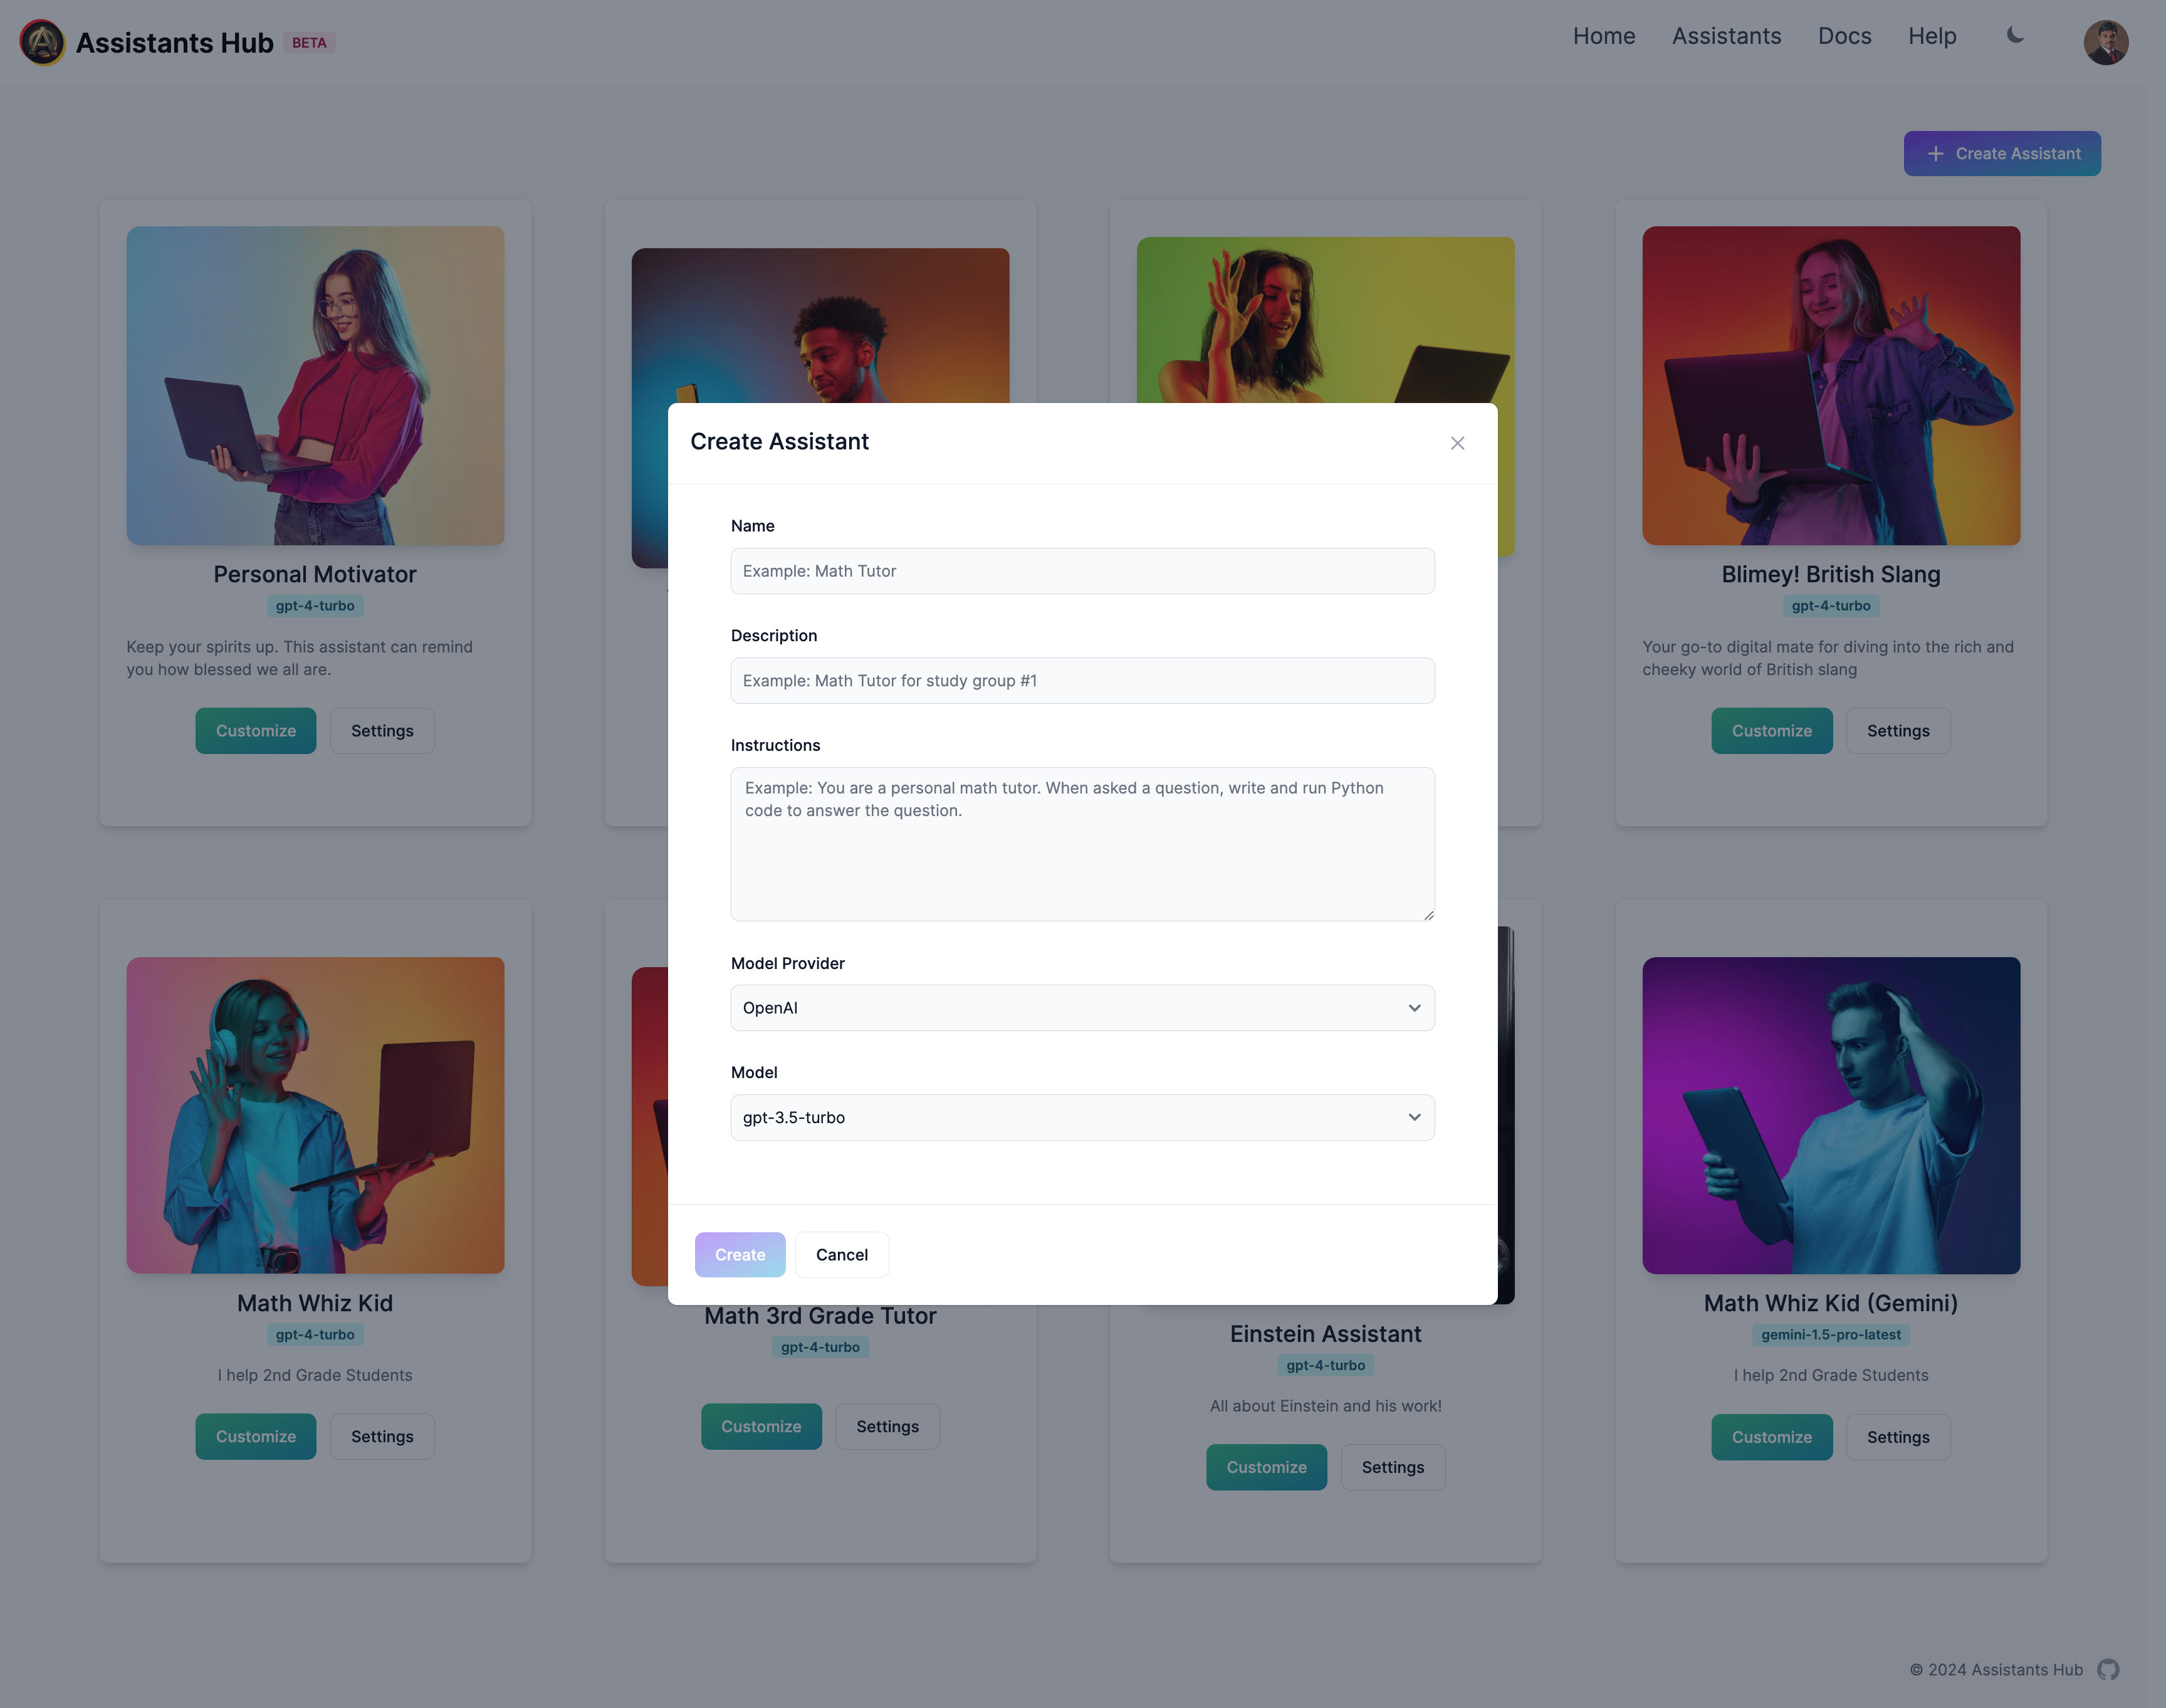 Assistants Hub BETA
Home Assistants Docs Help
+ Create Assistant
Personal Motivator
gpt-4-turbo
Keep your spirits up. This assistant can remind
you how blessed we all are.
Customize Settings
Blimey! British Slang
gpt-4-turbo
Your go-to digital mate for diving into the rich and
cheeky world of British slang
Customize Settings
Create Assistant
Name
Example: Math Tutor
Description
Example: Math Tutor for study group #1
Instructions
Example: You are a personal math tutor. When asked a question, write and run Python
code to answer the question.
Model Provider
OpenAI
Model
gpt-3.5-turbo
Create Cancel
Math Whiz Kid
gpt-4-turbo
I help 2nd Grade Students
Customize Settings
Math 3rd Grade Tutor
gpt-4-turbo
Customize Settings
Einstein Assistant
gpt-4-turbo
All about Einstein and his work!
Customize Settings
Math Whiz Kid (Gemini)
gemini-1.5-pro-latest
I help 2nd Grade Students
Customize Settings
© 2024 Assistants Hub